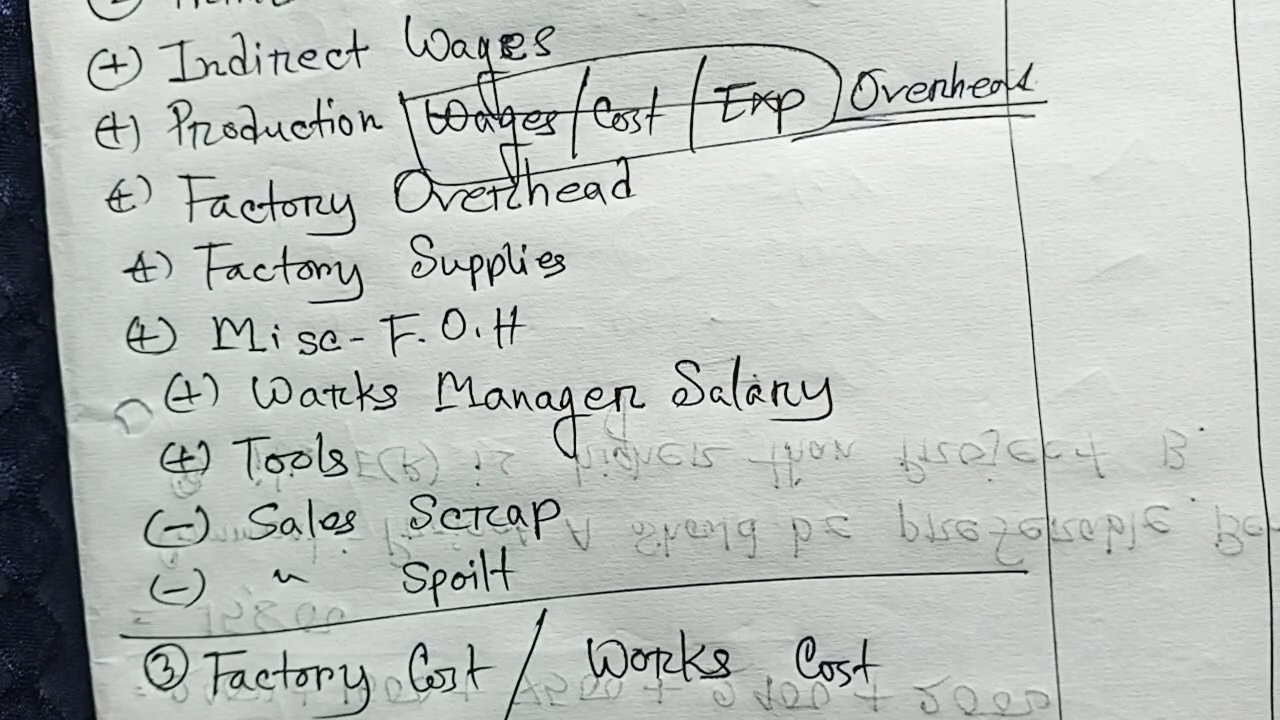 (+) Indirect Wages
(+) Production Wages / Cost / Exp Overhead
(+) Factory Overhead
(+) Factory Supplies
(+) Misc - F.O.H
(+) Works Manager Salary
(+) Tools
(-) Sales Scrap
(-) " Spoilt
③ Factory Cost / Works Cost